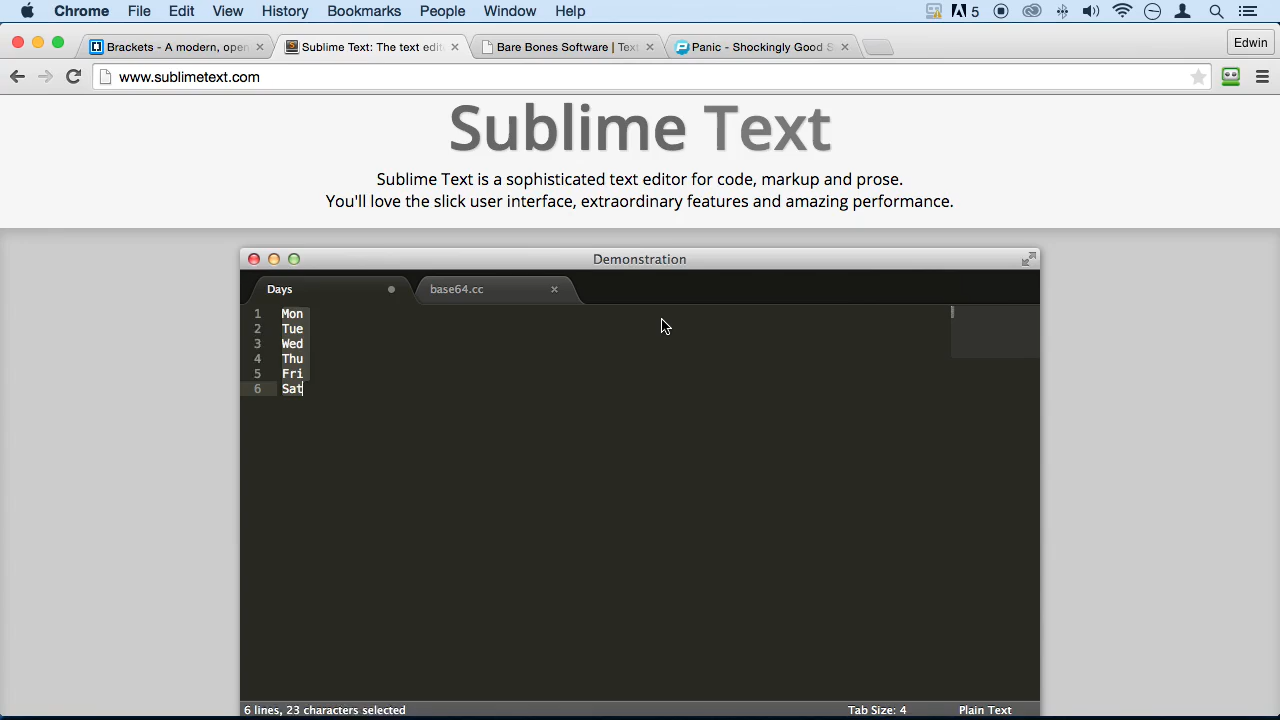 Chrome File Edit View History Bookmarks People Window Help 5
Brackets - A modern, open Sublime Text: The text edit Bare Bones Software | Text Panic - Shockingly Good S Edwin
www.sublimetext.com
Sublime Text
Sublime Text is a sophisticated text editor for code, markup and prose.
You'll love the slick user interface, extraordinary features and amazing performance.
Demonstration
Days base64.cc
1 Mon
2 Tue
3 Wed
4 Thu
5 Fri
6 Sat
6 lines, 23 characters selected Tab Size: 4 Plain Text